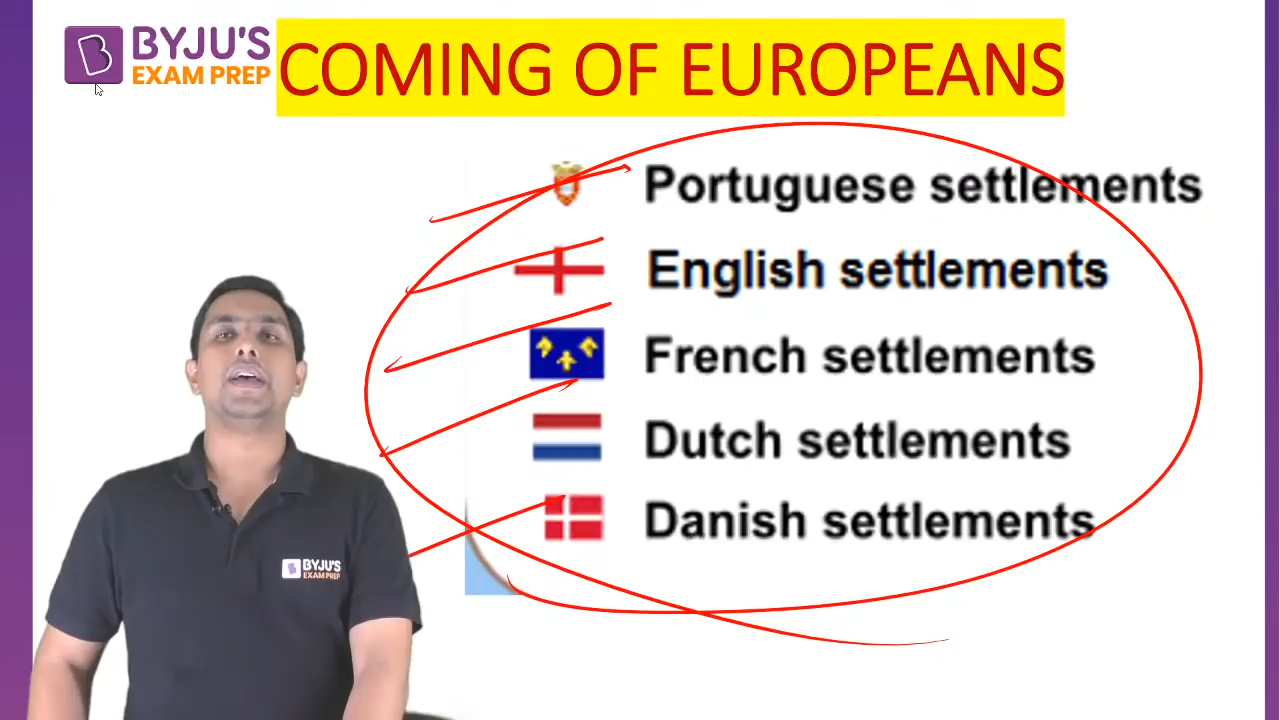 BYJU'S
EXAM PREP
COMING OF EUROPEANS
Portuguese settlements
English settlements
French settlements
Dutch settlements
Danish settlements
BYJU'S
EXAM PREP